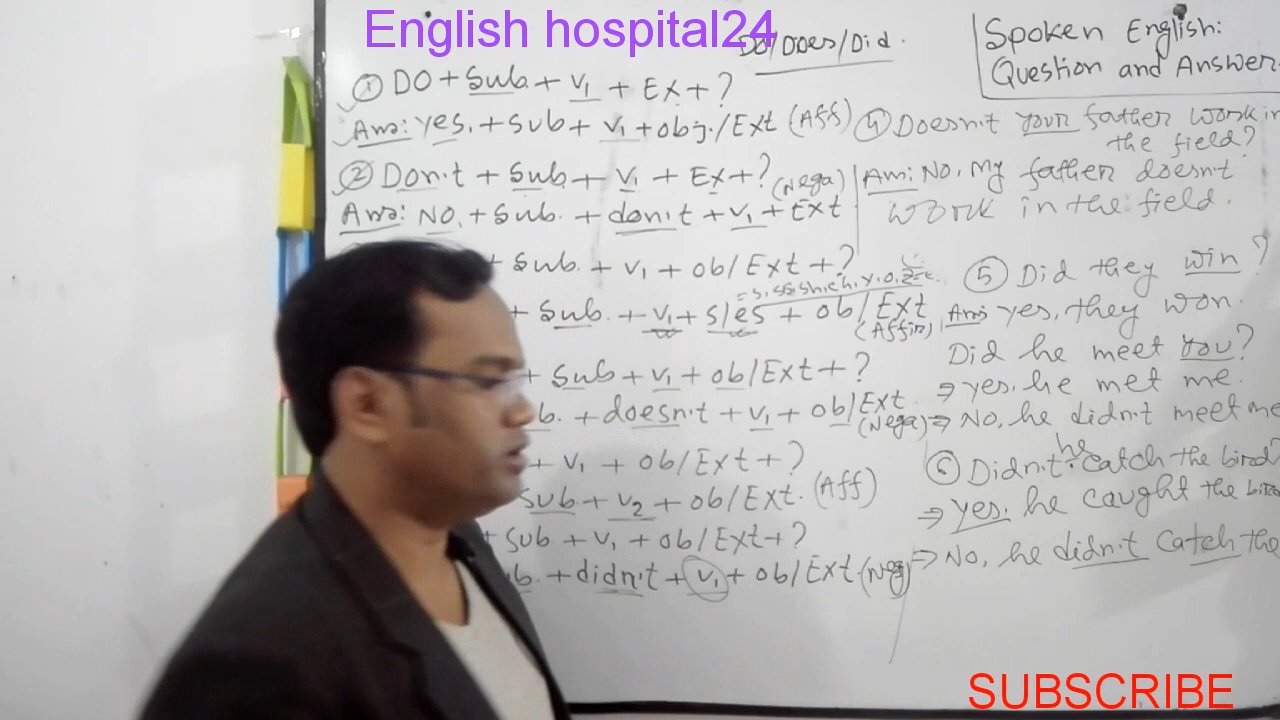 English hospital24
Do/Does/Did.
Spoken English:
Question and Answer
① DO + Sub. + V₁ + Ext + ?
Ans: Yes, + Sub + V₁ + obj./Ext (Aff)
② Don't + Sub. + V₁ + Ext + ? (Nega)
Ans: NO + Sub. + don't + V₁ + Ext
+ Sub. + V₁ + ob/Ext + ?
= s, ss, sh, ch, x, o, z
+ Sub. + V₁ + s/es + ob/Ext
(Affir)
+ Sub + V₁ + ob/Ext + ?
b. + doesn't + V₁ + ob/Ext
(Nega)
+ V₁ + ob/Ext + ?
Sub + V₂ + ob/Ext. (Aff)
+ Sub + V₁ + ob/Ext + ?
b. + didn't + V₁ + ob/Ext. (Neg)
④ Doesn't your father work in
the field?
Ans: No, my father doesn't
work in the field.
⑤ Did they win?
Ans Yes, they won.
Did he meet you?
⇒ Yes, he met me.
⇒ No, he didn't meet me
⑥ Didn't he catch the bird?
⇒ Yes, he caught the bird
⇒ No, he didn't catch the
SUBSCRIBE